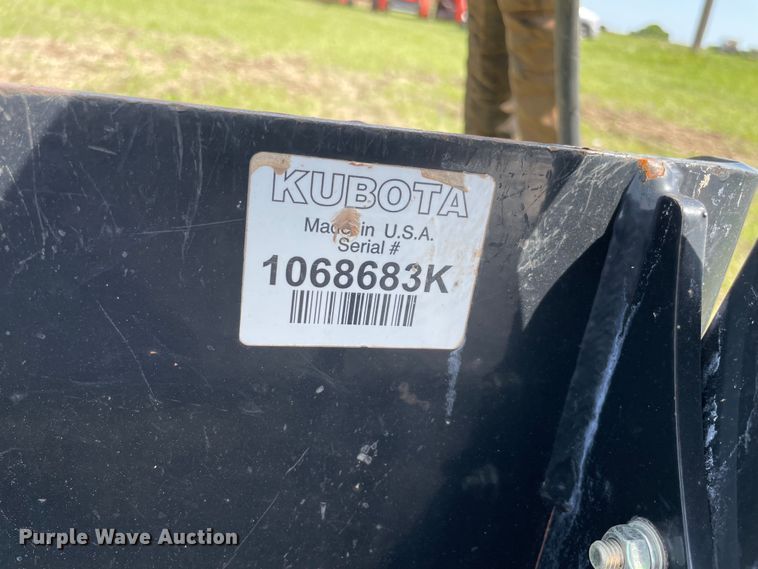 KUBOTA
Made in U.S.A.
Serial #
1068683K
Purple Wave Auction